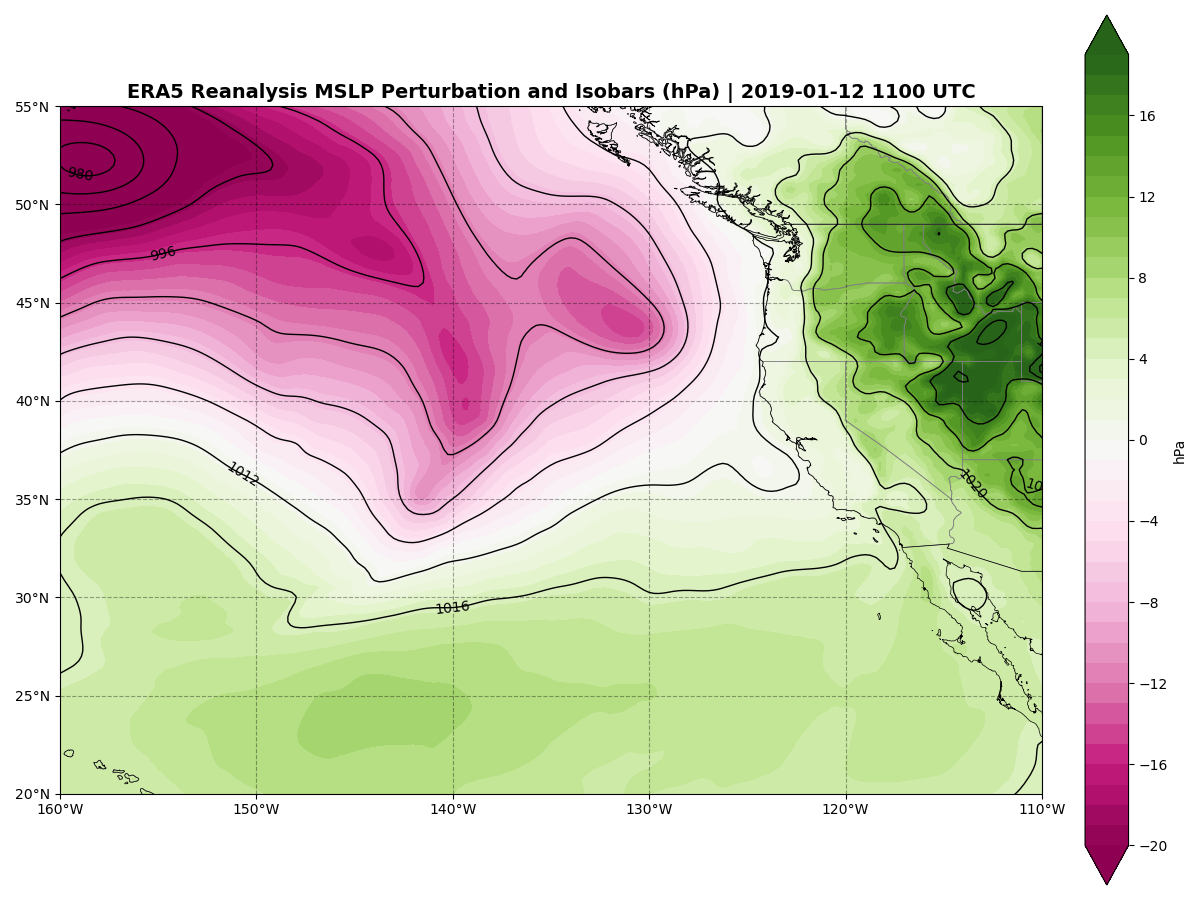 ERA5 Reanalysis MSLP Perturbation and Isobars (hPa) | 2019-01-12 1100 UTC
55°N
50°N
45°N
40°N
35°N
30°N
25°N
20°N
160°W
150°W
140°W
130°W
120°W
110°W
980
996
1012
1016
1020
10
16
12
8
4
0
−4
−8
−12
−16
−20
hPa